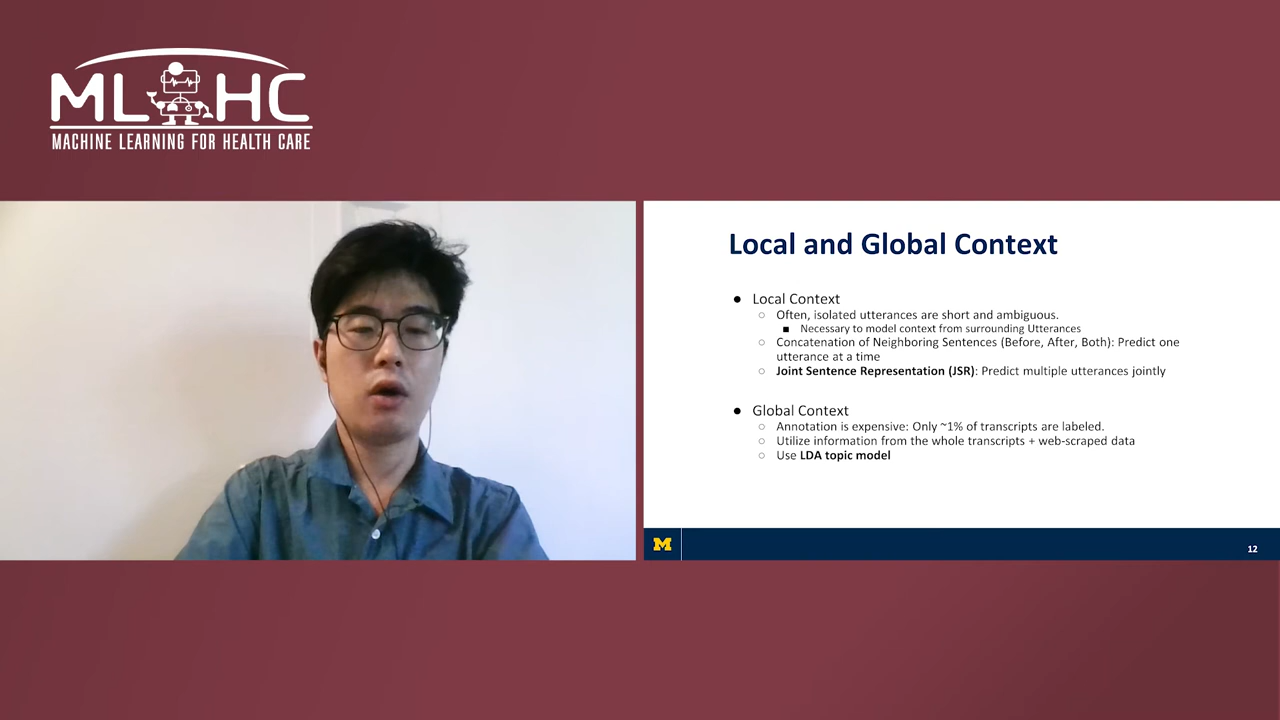 ML HC
MACHINE LEARNING FOR HEALTH CARE
Local and Global Context
● Local Context
○ Often, isolated utterances are short and ambiguous.
■ Necessary to model context from surrounding Utterances
○ Concatenation of Neighboring Sentences (Before, After, Both): Predict one
utterance at a time
○ Joint Sentence Representation (JSR): Predict multiple utterances jointly
● Global Context
○ Annotation is expensive: Only ~1% of transcripts are labeled.
○ Utilize information from the whole transcripts + web-scraped data
○ Use LDA topic model
M
12